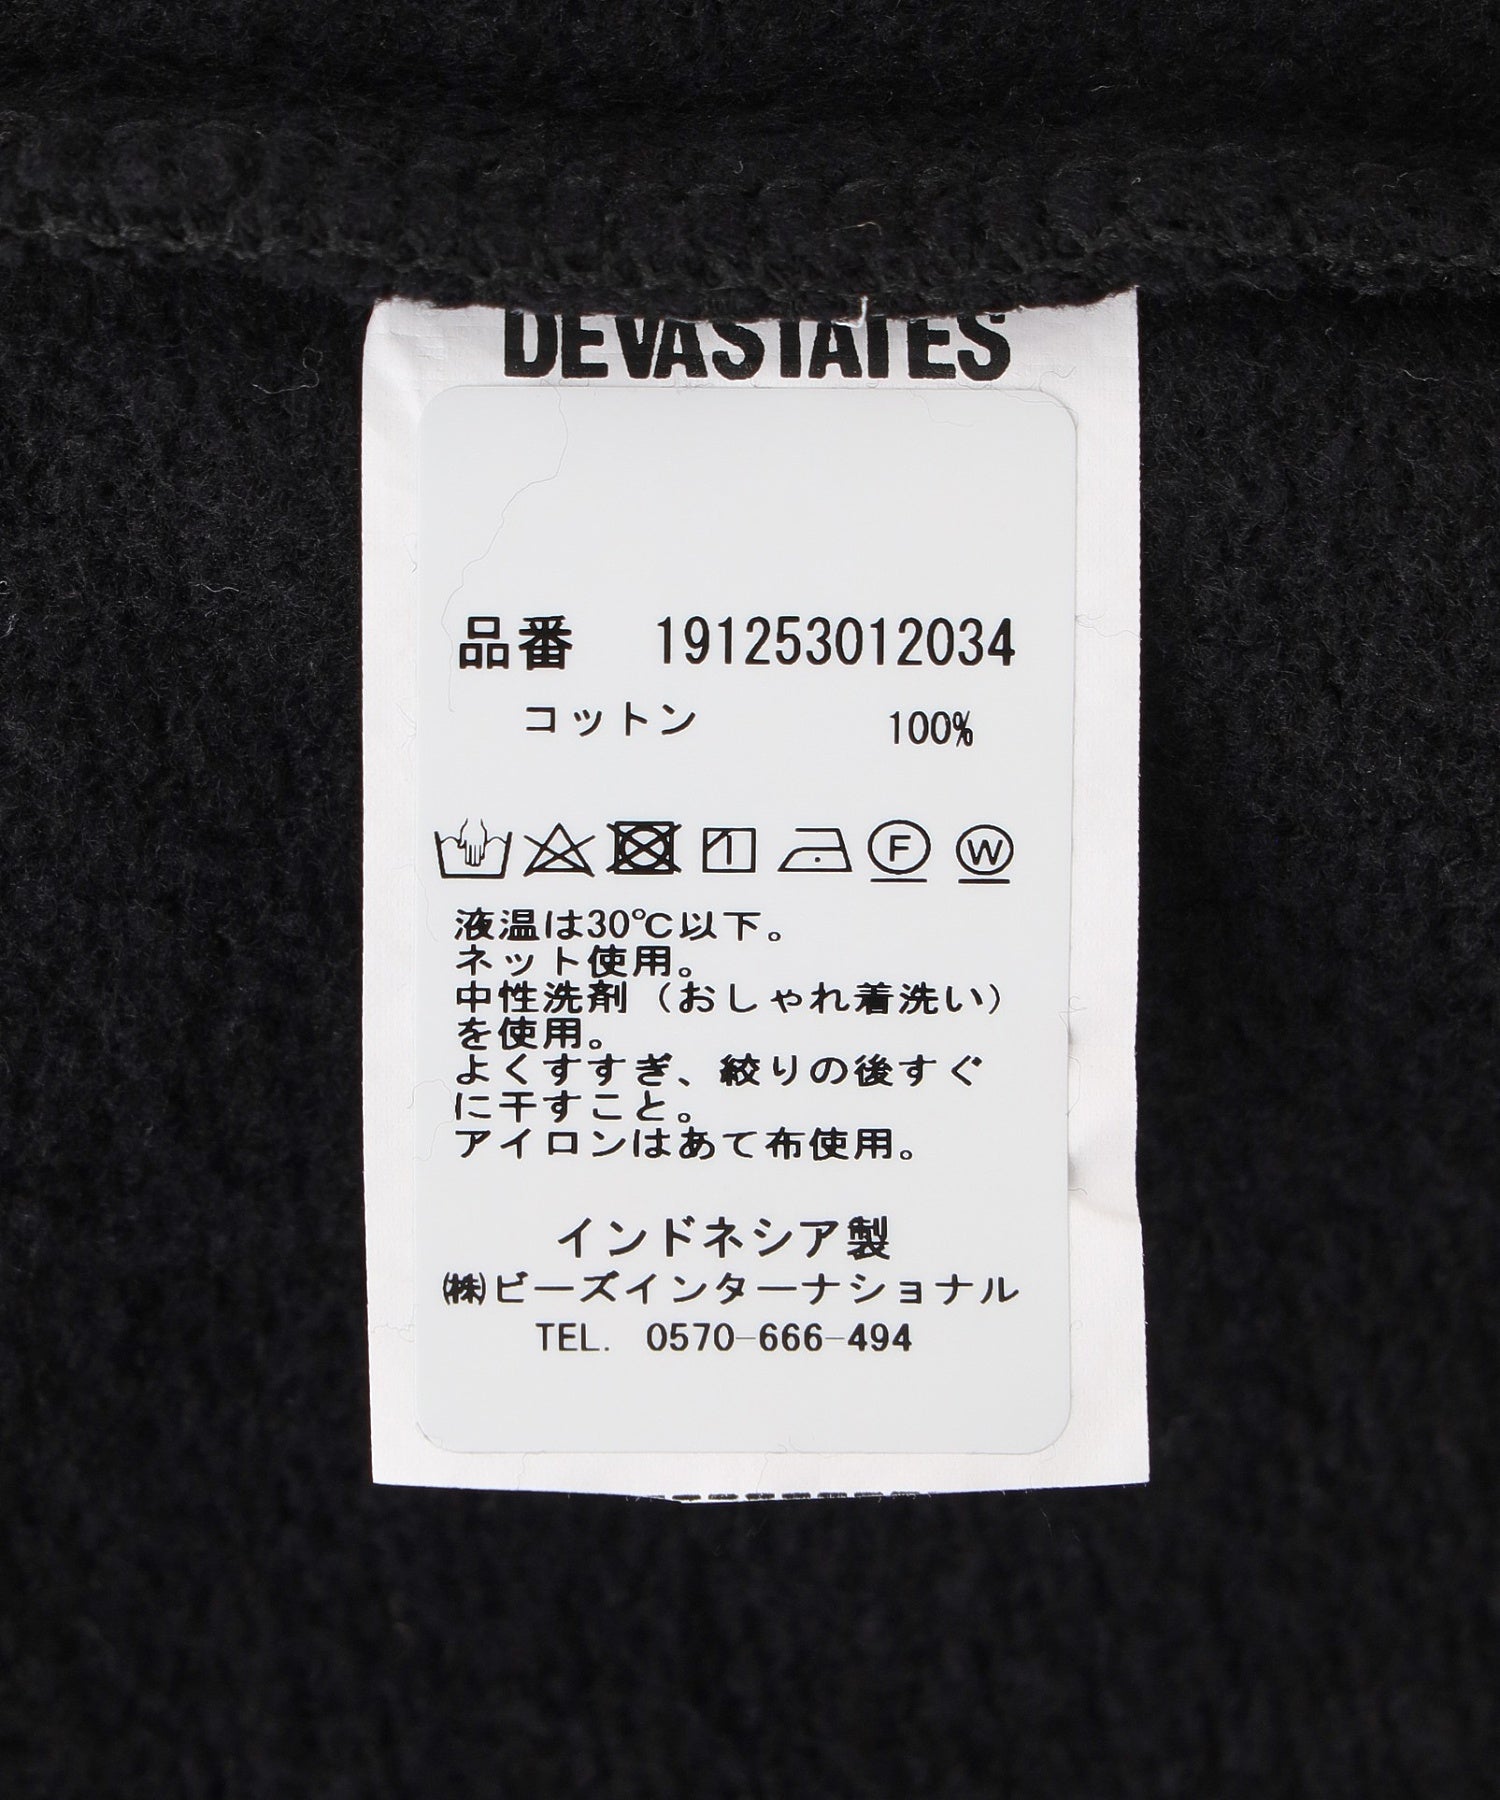 DEVASTATES
品番 191253012034
コットン 100%
F W
液温は30℃以下。
ネット使用。
中性洗剤（おしゃれ着洗い）
を使用。
よくすすぎ、絞りの後すぐ
に干すこと。
アイロンはあて布使用。
インドネシア製
㈱ビーズインターナショナル
TEL. 0570-666-494